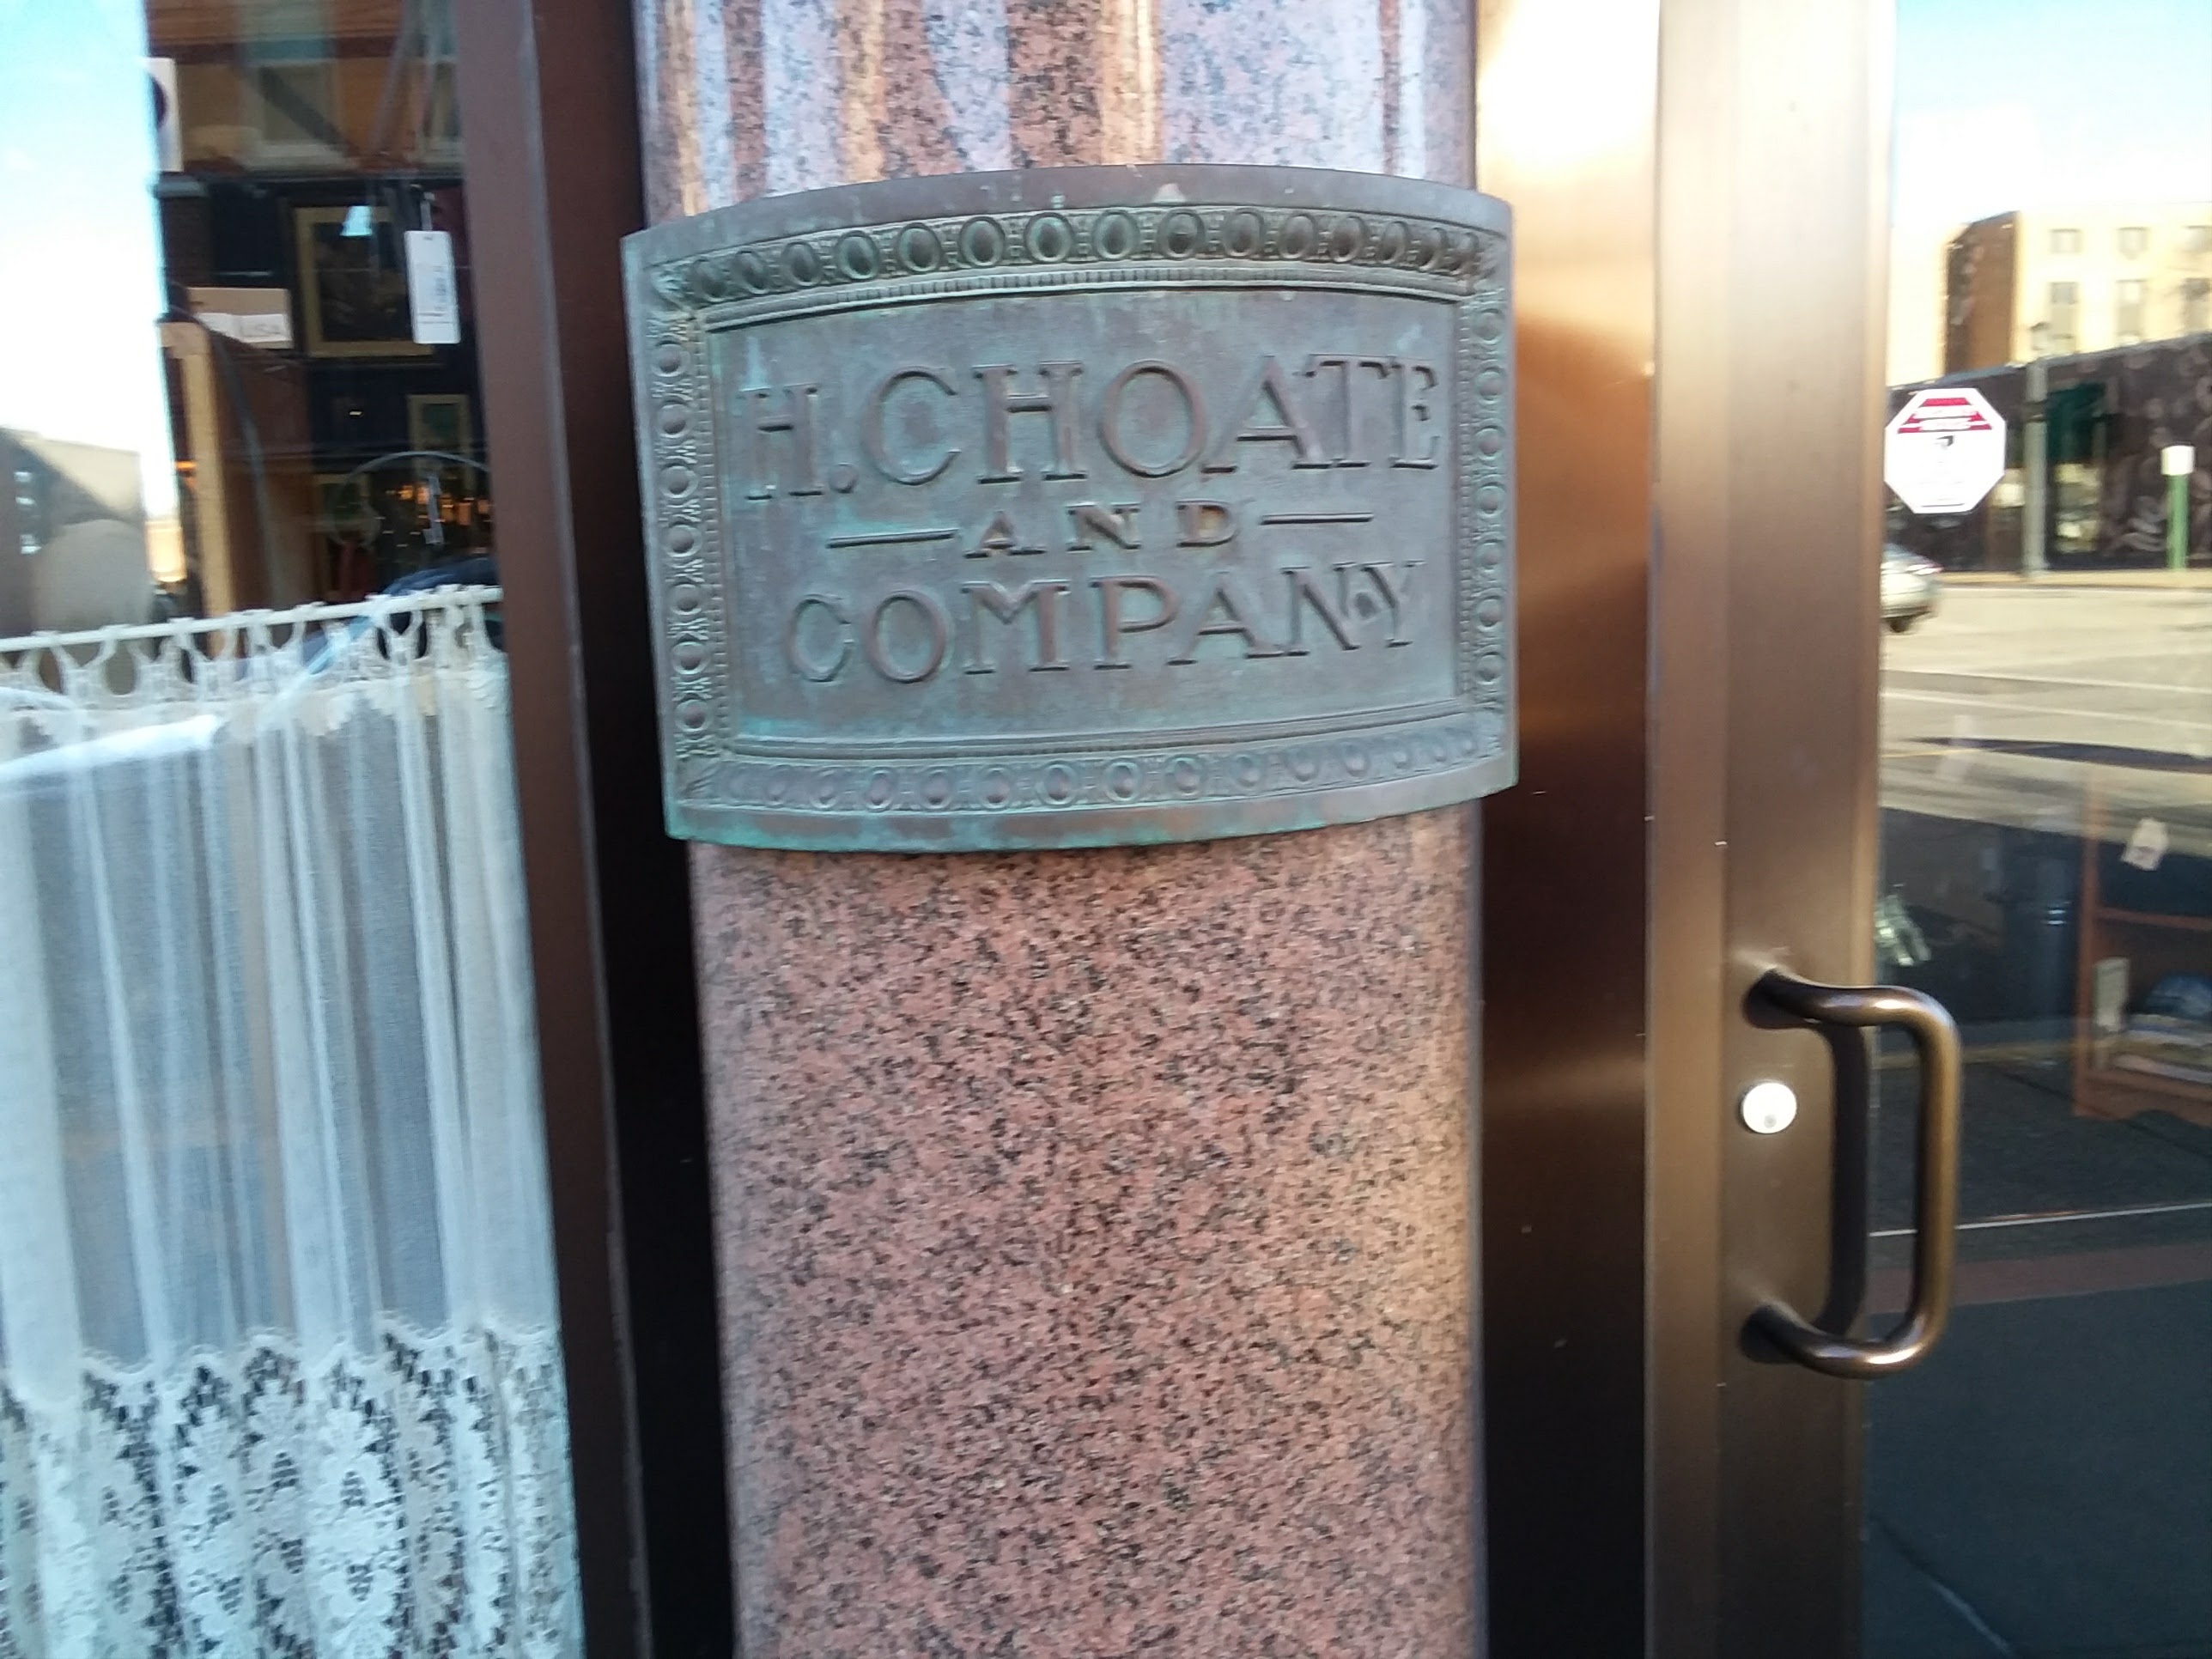 H. CHOATE
AND
COMPANY